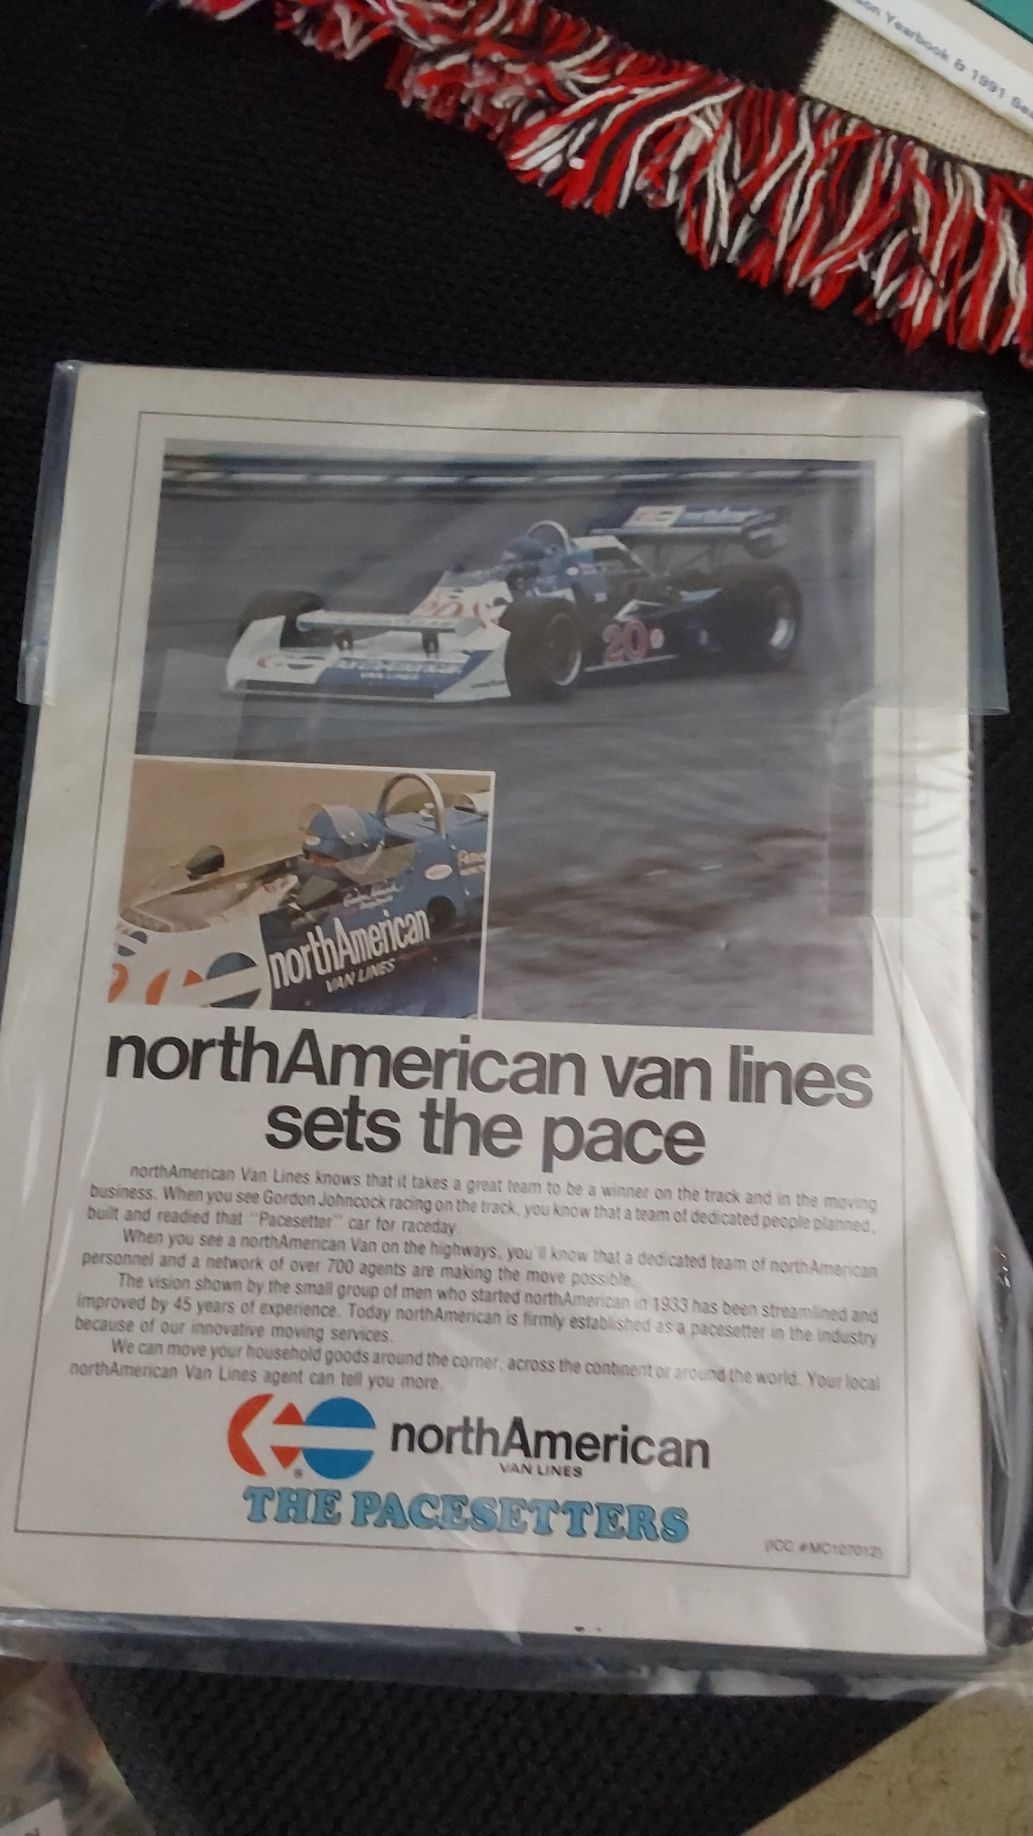 son Yearbook & 1991 Sea
20
VAN LINES
20
northAmerican
VAN LINES
northAmerican van lines
sets the pace
northAmerican Van Lines knows that it takes a great team to be a winner on the track and in the moving
business. When you see Gordon Johncock racing on the track, you know that a team of dedicated people planned,
built and readied that "Pacesetter" car for raceday.
When you see a northAmerican Van on the highways, you'll know that a dedicated team of northAmerican
personnel and a network of over 700 agents are making the move possible.
The vision shown by the small group of men who started northAmerican in 1933 has been streamlined and
improved by 45 years of experience. Today northAmerican is firmly established as a pacesetter in the industry
because of our innovative moving services.
We can move your household goods around the corner, across the continent or around the world. Your local
northAmerican Van Lines agent can tell you more.
northAmerican
VAN LINES
®
THE PACESETTERS
(ICC #MC107012)